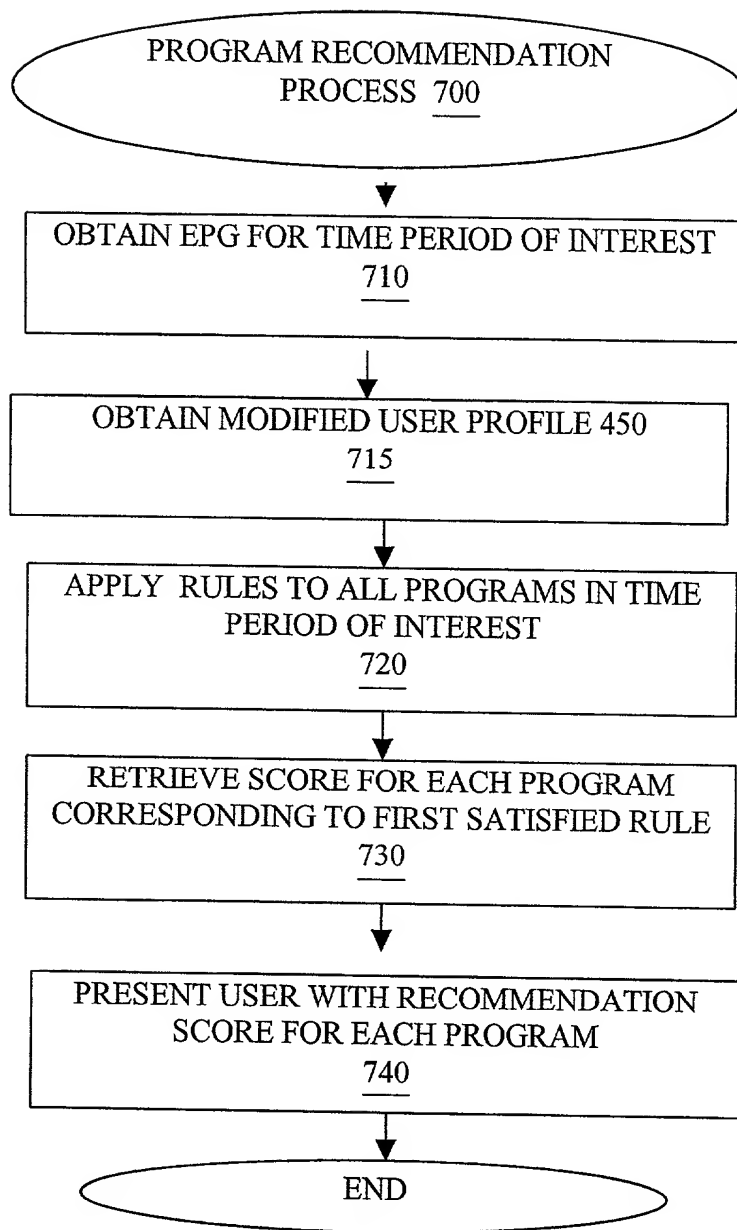 PROGRAM RECOMMENDATION
PROCESS 700
OBTAIN EPG FOR TIME PERIOD OF INTEREST
710
OBTAIN MODIFIED USER PROFILE 450
715
APPLY RULES TO ALL PROGRAMS IN TIME
PERIOD OF INTEREST
720
RETRIEVE SCORE FOR EACH PROGRAM
CORRESPONDING TO FIRST SATISFIED RULE
730
PRESENT USER WITH RECOMMENDATION
SCORE FOR EACH PROGRAM
740
END